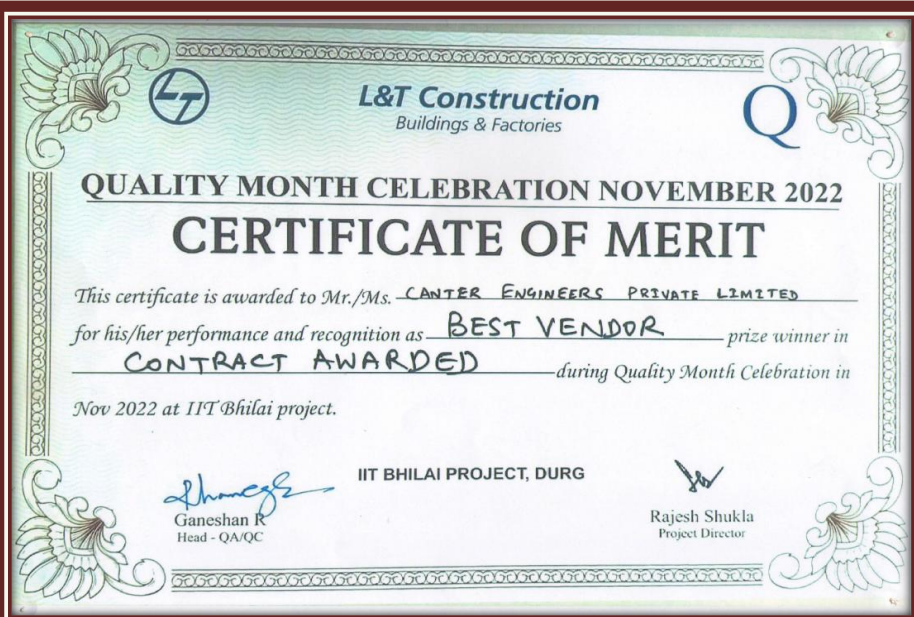 LT
L&T Construction
Buildings & Factories
Q
QUALITY MONTH CELEBRATION NOVEMBER 2022
CERTIFICATE OF MERIT
This certificate is awarded to Mr./Ms. CANTER ENGINEERS PRIVATE LIMITED
for his/her performance and recognition as BEST VENDOR prize winner in
CONTRACT AWARDED during Quality Month Celebration in
Nov 2022 at IIT Bhilai project.
IIT BHILAI PROJECT, DURG
Ganeshan R
Head - QA/QC
Rajesh Shukla
Project Director